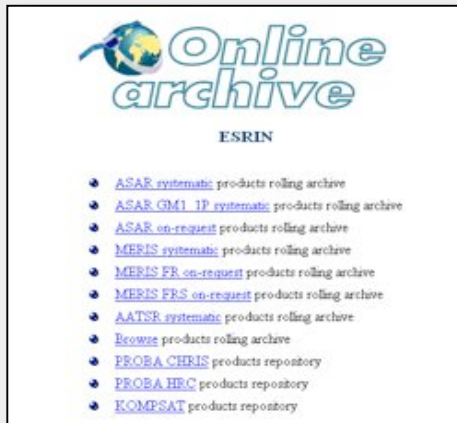 Online
archive
ESRIN
ASAR systematic products rolling archive
ASAR GM1_1P systematic products rolling archive
ASAR on-request products rolling archive
MERIS systematic products rolling archive
MERIS FR on-request products rolling archive
MERIS FRS on-request products rolling archive
AATSR systematic products rolling archive
Browse products rolling archive
PROBA CHRIS products repository
PROBA HRC products repository
KOMPSAT products repository